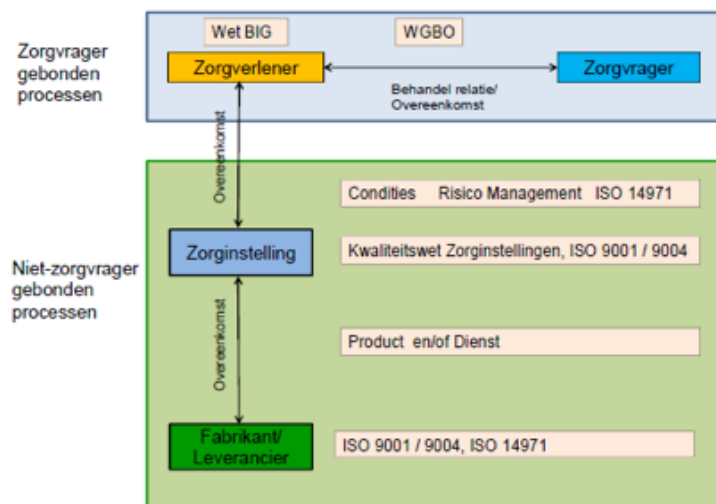 Zorgvrager
gebonden
processen
Wet BIG
WGBO
Zorgverlener
Zorgvrager
Behandel relatie/
Overeenkomst
Overeenkomst
Niet-zorgvrager
gebonden
processen
Condities Risico Management ISO 14971
Zorginstelling
Kwaliteitswet Zorginstellingen, ISO 9001 / 9004
Overeenkomst
Product en/of Dienst
Fabrikant/
Leverancier
ISO 9001 / 9004, ISO 14971